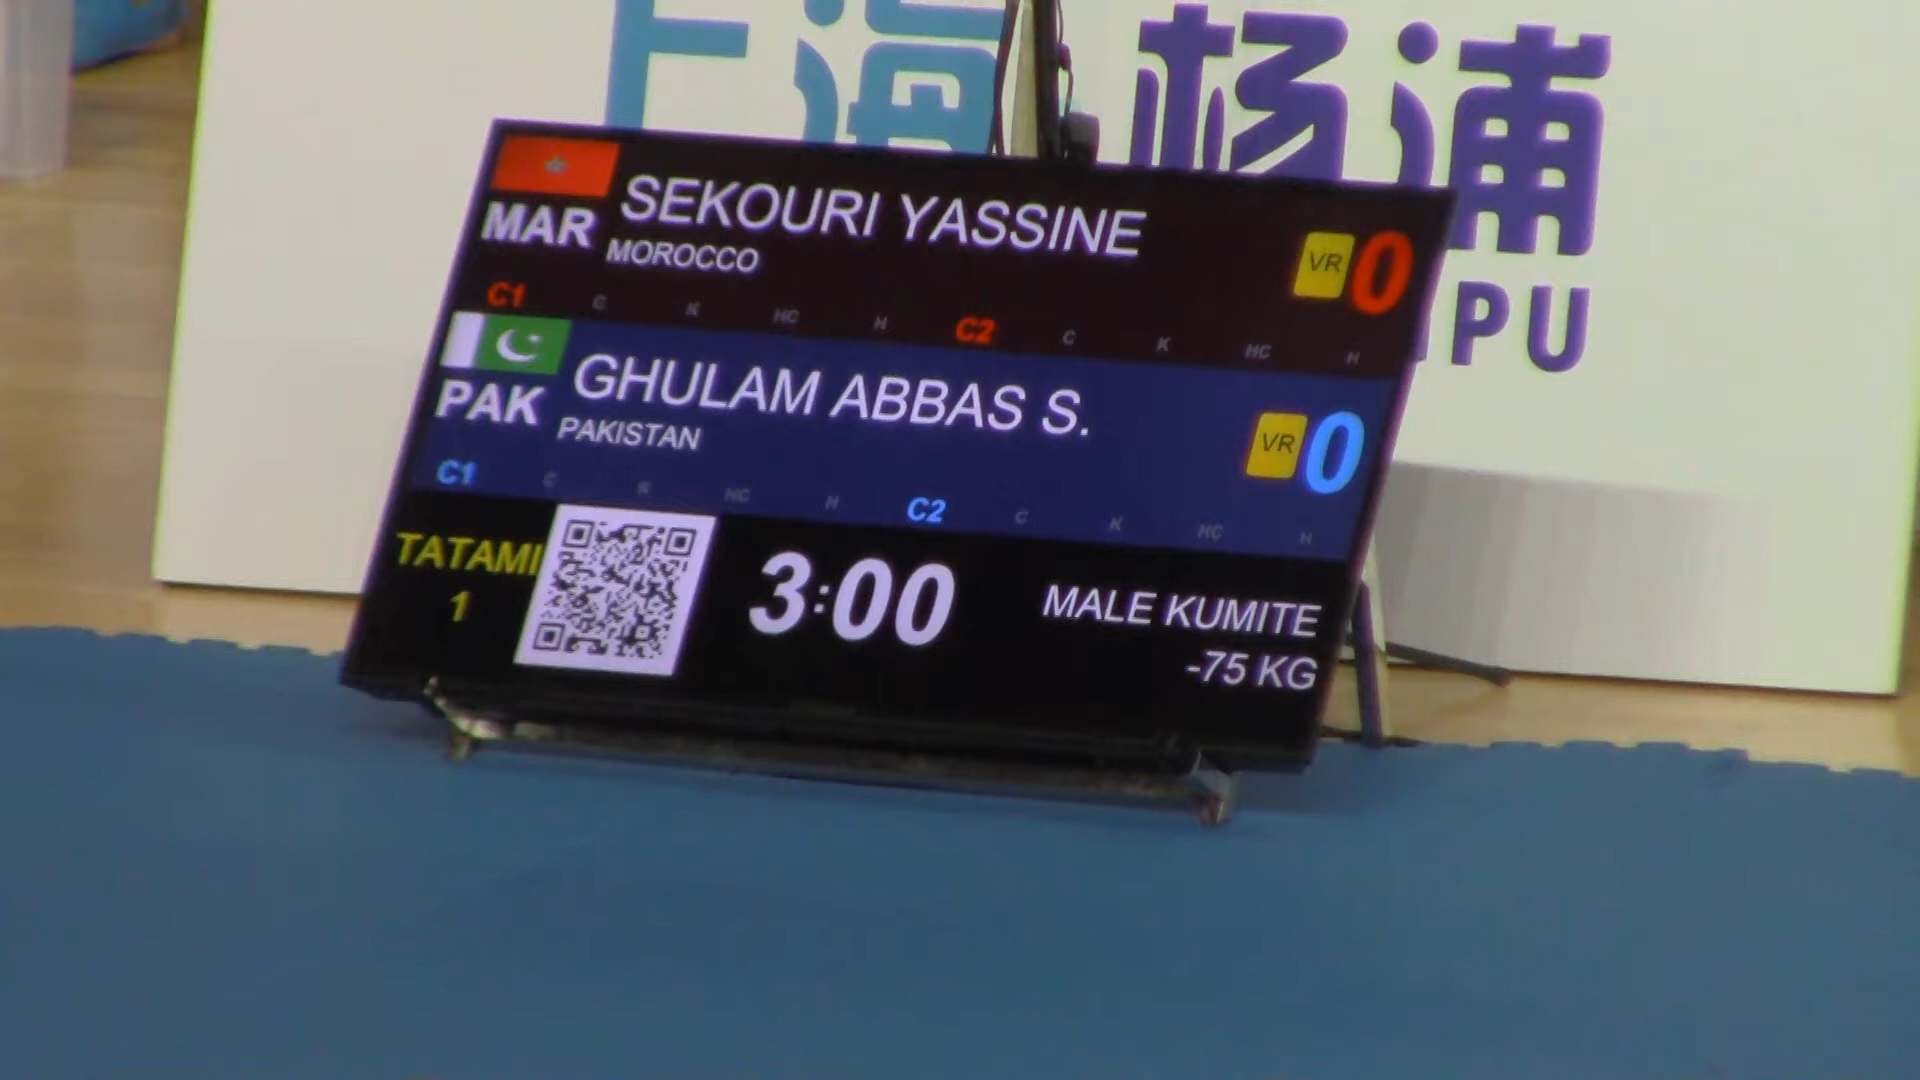 上海 杨浦
PU
MAR
SEKOURI YASSINE
MOROCCO
VR 0
C1 C K HC H C2 C K HC H
PAK
GHULAM ABBAS S.
PAKISTAN
VR 0
C1 C K HC H C2 C K HC H
TATAMI
1
3:00
MALE KUMITE
-75 KG